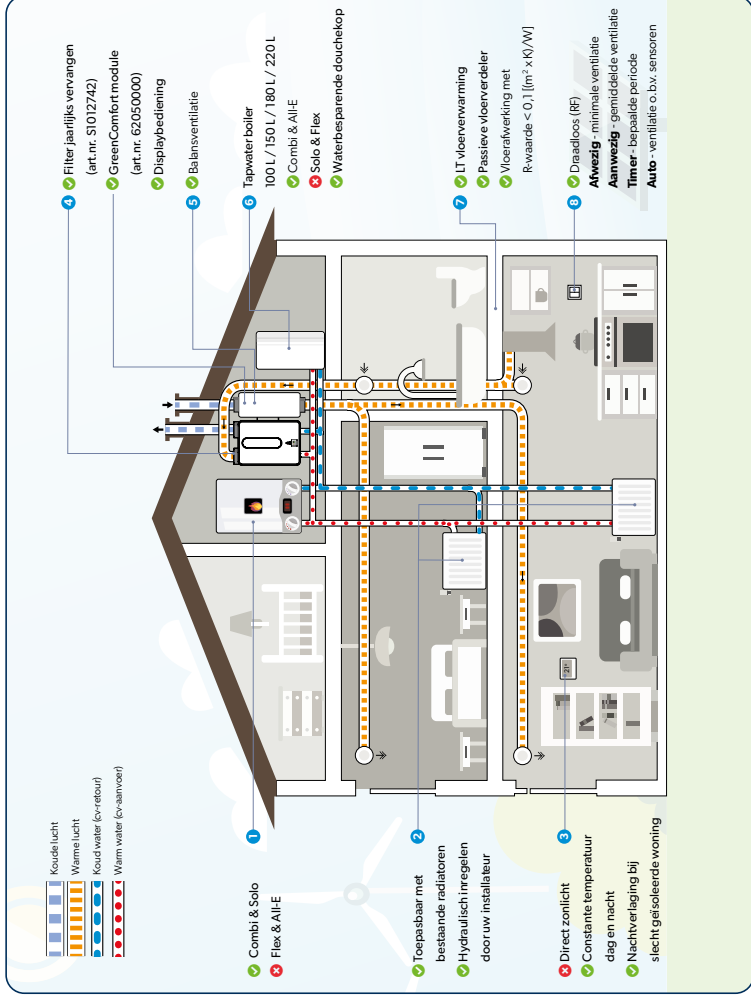 Koude lucht
Warme lucht
Koud water (cv-retour)
Warm water (cv-aanvoer)
1
Combi & Solo
Flex & All-E
2
Toepasbaar met
bestaande radiatoren
Hydraulisch inregelen
door uw installateur
3
Direct zonlicht
Constante temperatuur
dag en nacht
Nachtverlaging bij
slecht geïsoleerde woning
21°
4
Filter jaarlijks vervangen
(art.nr. S1012742)
GreenComfort module
(art.nr. 62050000)
Displaybediening
5
Balansventilatie
6
Tapwater boiler
100 L / 150 L / 180 L / 220 L
Combi & All-E
Solo & Flex
Waterbesparende douchekop
7
LT vloerverwarming
Passieve vloerverdeler
Vloerafwerking met
R-waarde < 0,1 [(m² x K)/W]
8
Draadloos (RF)
Afwezig - minimale ventilatie
Aanwezig - gemiddelde ventilatie
Timer - bepaalde periode
Auto - ventilatie o.b.v. sensoren